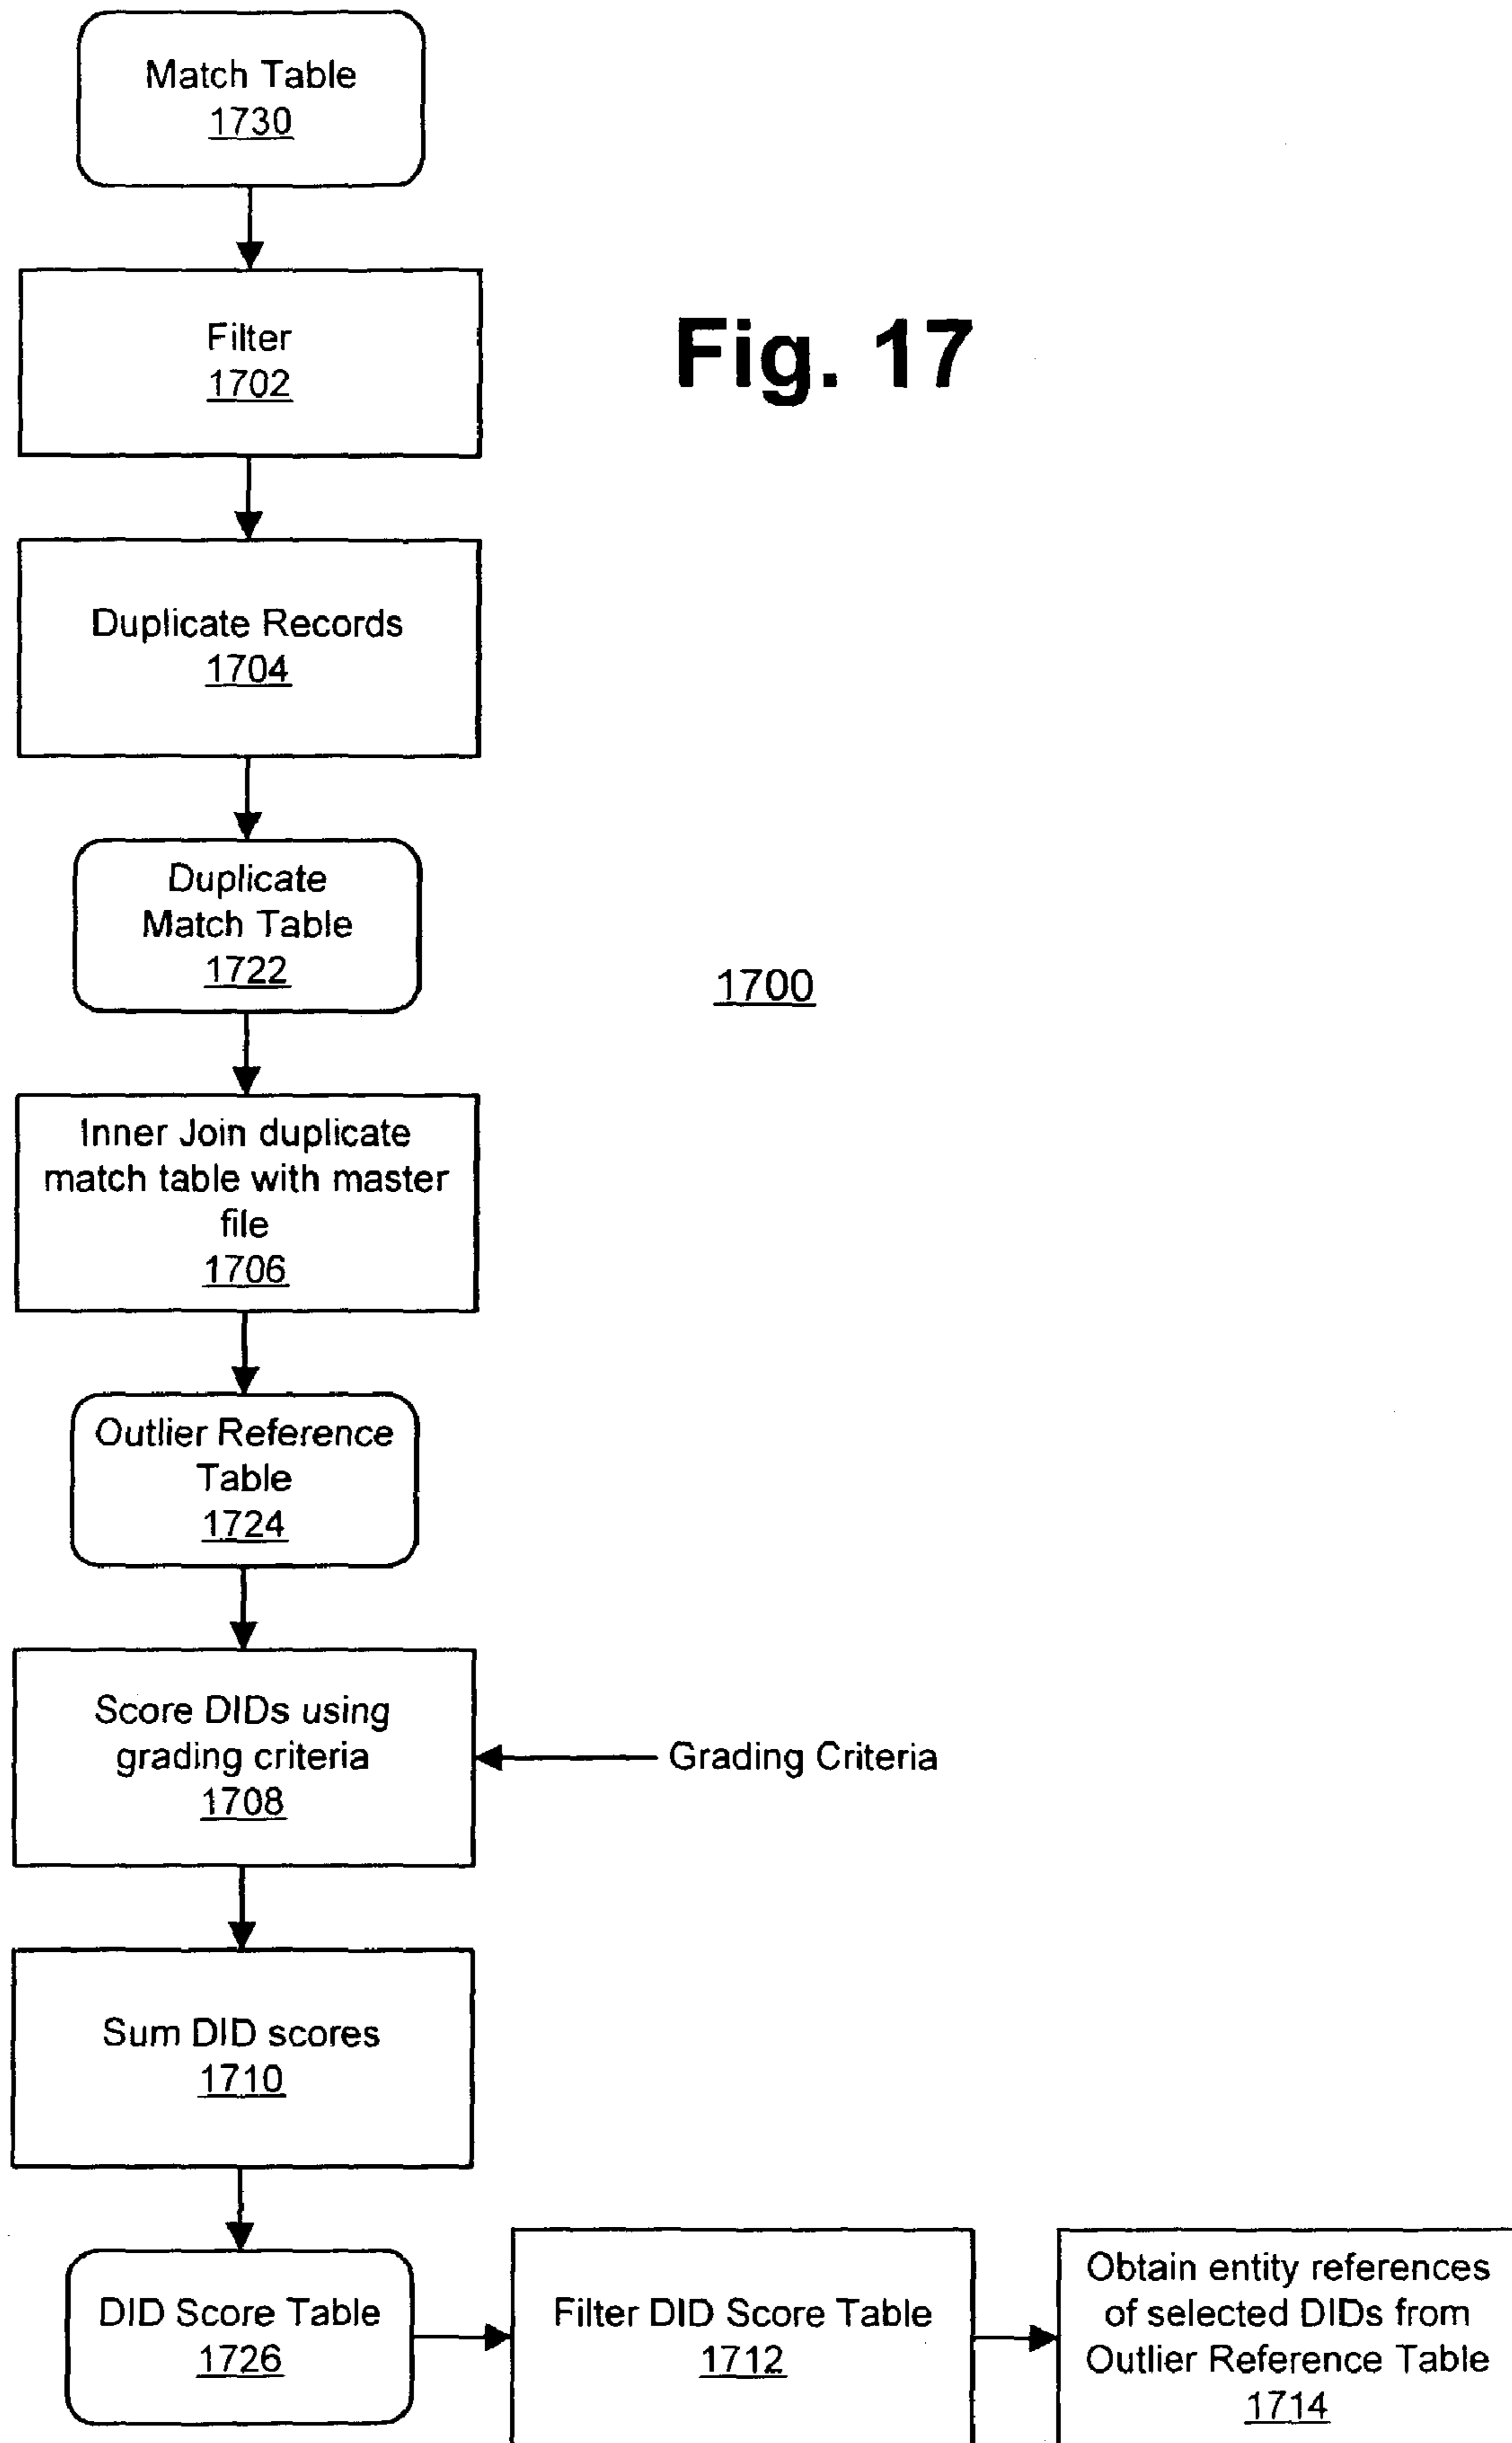 Match Table
1730
Filter
1702
Fig. 17
Duplicate Records
1704
Duplicate
Match Table
1722
1700
Inner Join duplicate
match table with master
file
1706
Outlier Reference
Table
1724
Score DIDs using
grading criteria
1708
Grading Criteria
Sum DID scores
1710
DID Score Table
1726
Filter DID Score Table
1712
Obtain entity references
of selected DIDs from
Outlier Reference Table
1714